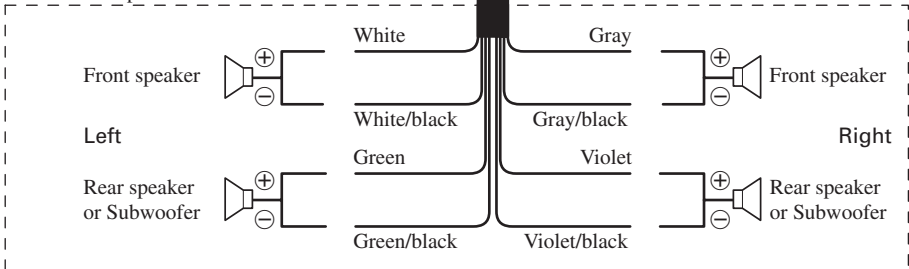 White
Gray
⊕
⊕
Front speaker
Front speaker
⊖
⊖
White/black
Gray/black
Left
Right
Green
Violet
⊕
⊕
Rear speaker
or Subwoofer
Rear speaker
or Subwoofer
⊖
⊖
Green/black
Violet/black